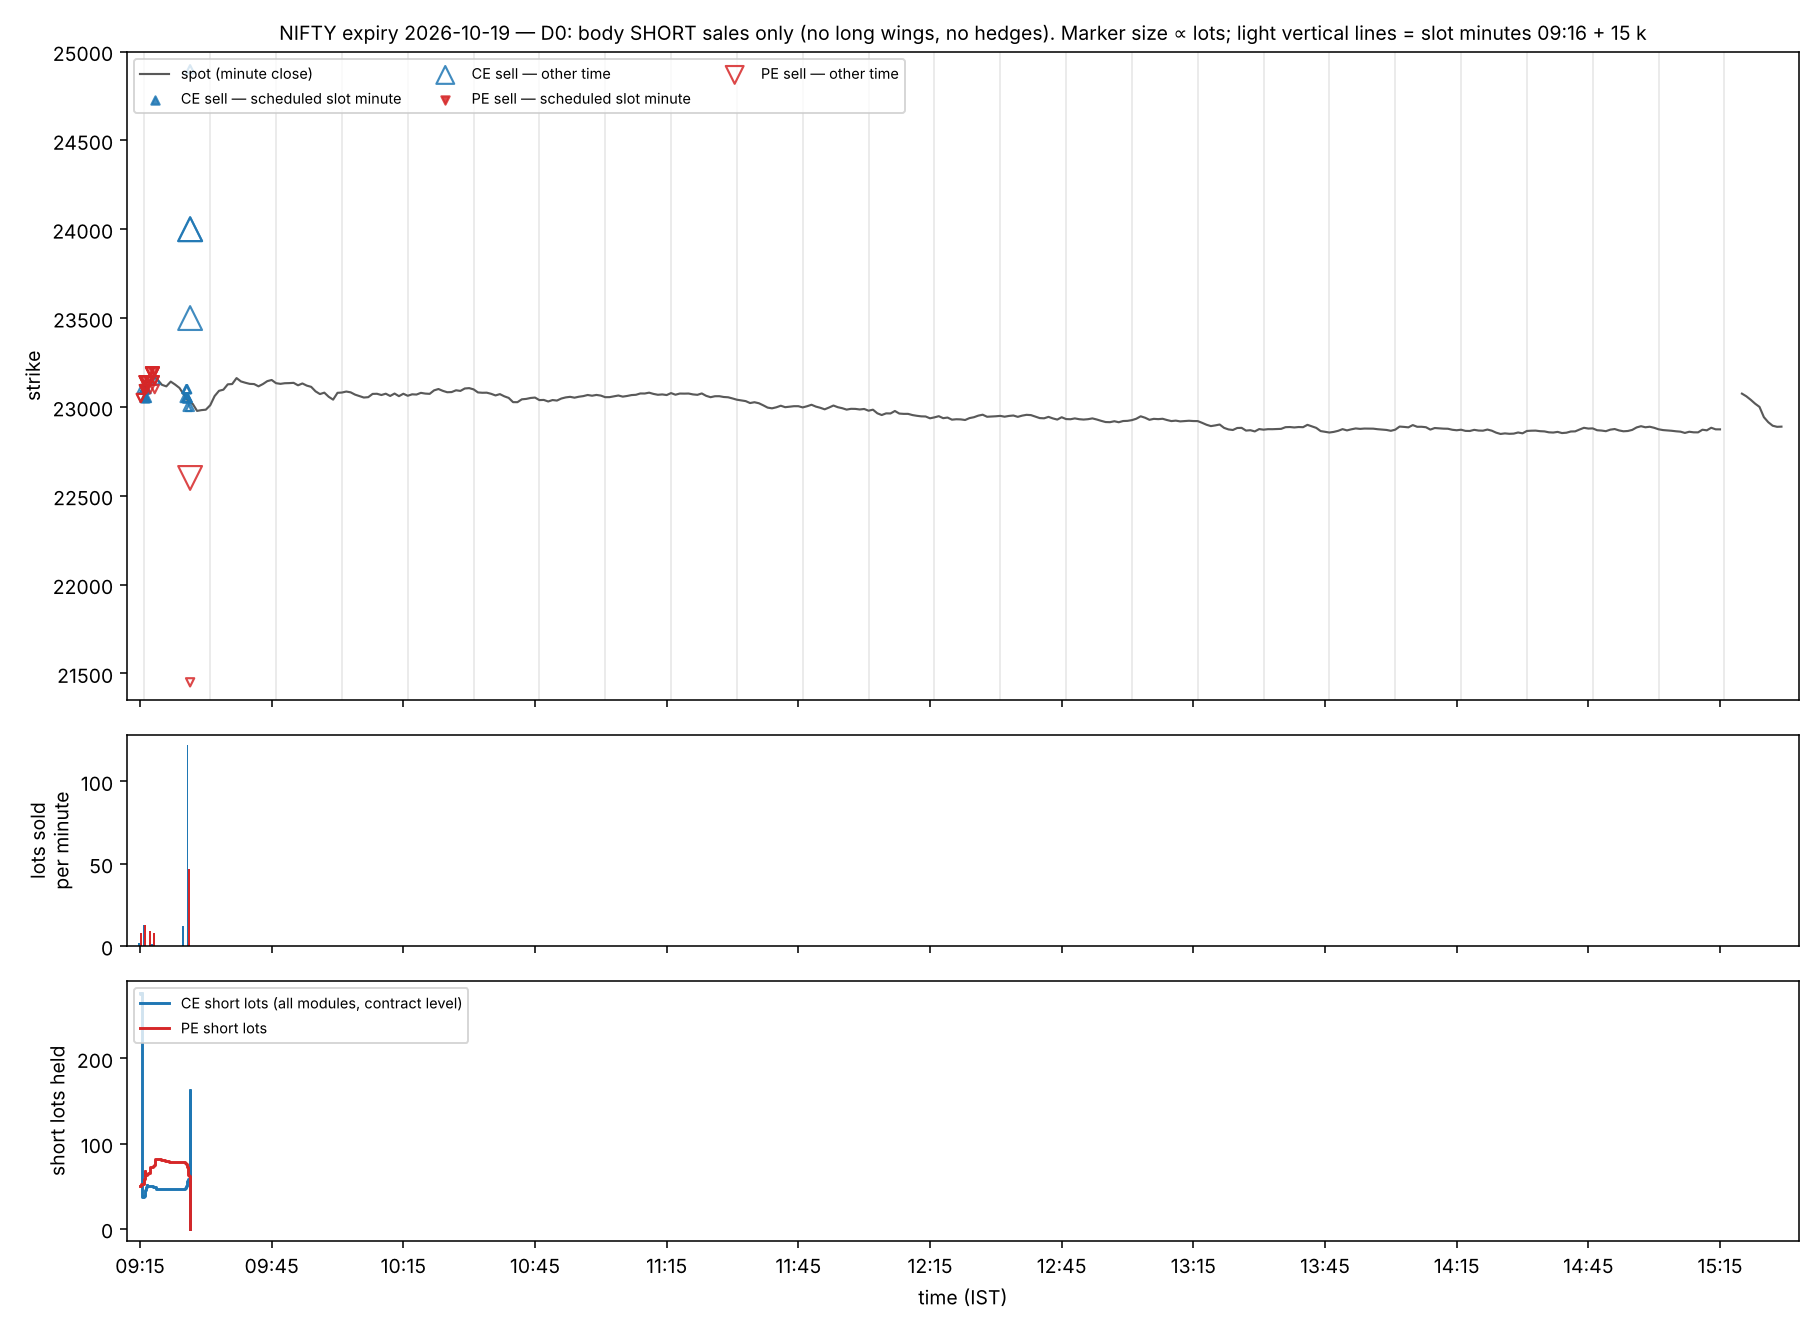 NIFTY expiry 2026-10-19 — D0: body SHORT sales only (no long wings, no hedges). Marker size ∝ lots; light vertical lines = slot minutes 09:16 + 15 k
spot (minute close)
CE sell — scheduled slot minute
CE sell — other time
PE sell — scheduled slot minute
PE sell — other time
strike
25000
24500
24000
23500
23000
22500
22000
21500
lots sold
per minute
100
50
0
CE short lots (all modules, contract level)
PE short lots
short lots held
200
100
0
09:15 09:45 10:15 10:45 11:15 11:45 12:15 12:45 13:15 13:45 14:15 14:45 15:15
time (IST)